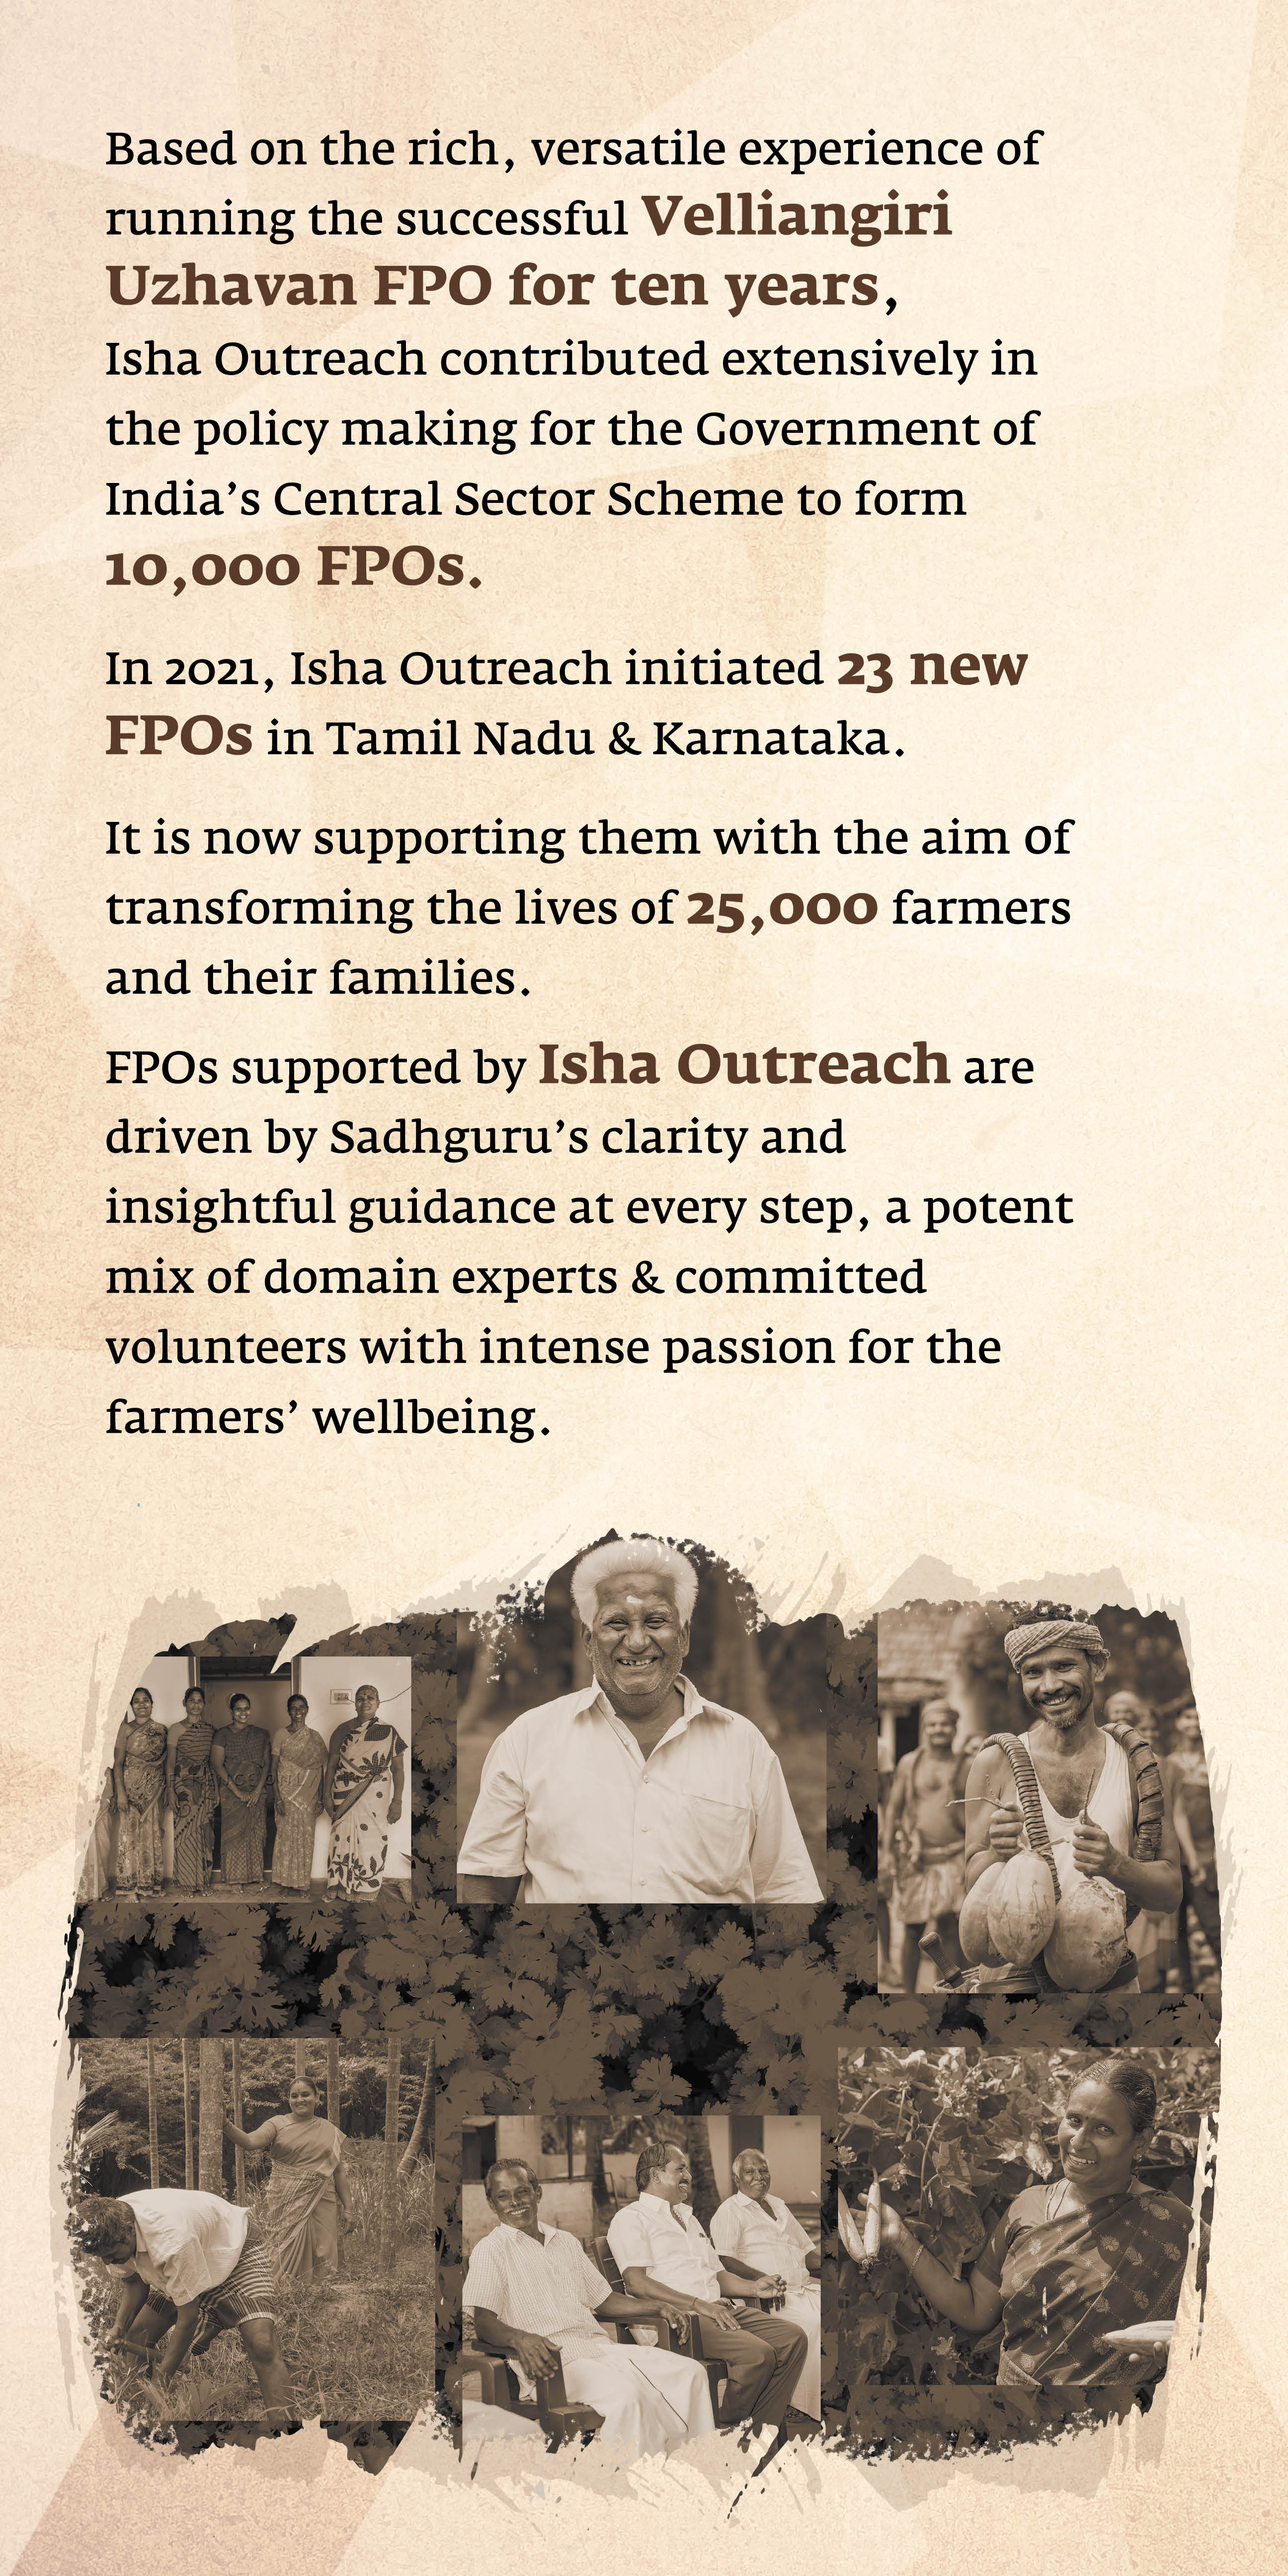 Based on the rich, versatile experience of
running the successful Velliangiri
Uzhavan FPO for ten years,
Isha Outreach contributed extensively in
the policy making for the Government of
India’s Central Sector Scheme to form
10,000 FPOs.
In 2021, Isha Outreach initiated 23 new
FPOs in Tamil Nadu & Karnataka.
It is now supporting them with the aim of
transforming the lives of 25,000 farmers
and their families.
FPOs supported by Isha Outreach are
driven by Sadhguru’s clarity and
insightful guidance at every step, a potent
mix of domain experts & committed
volunteers with intense passion for the
farmers’ wellbeing.